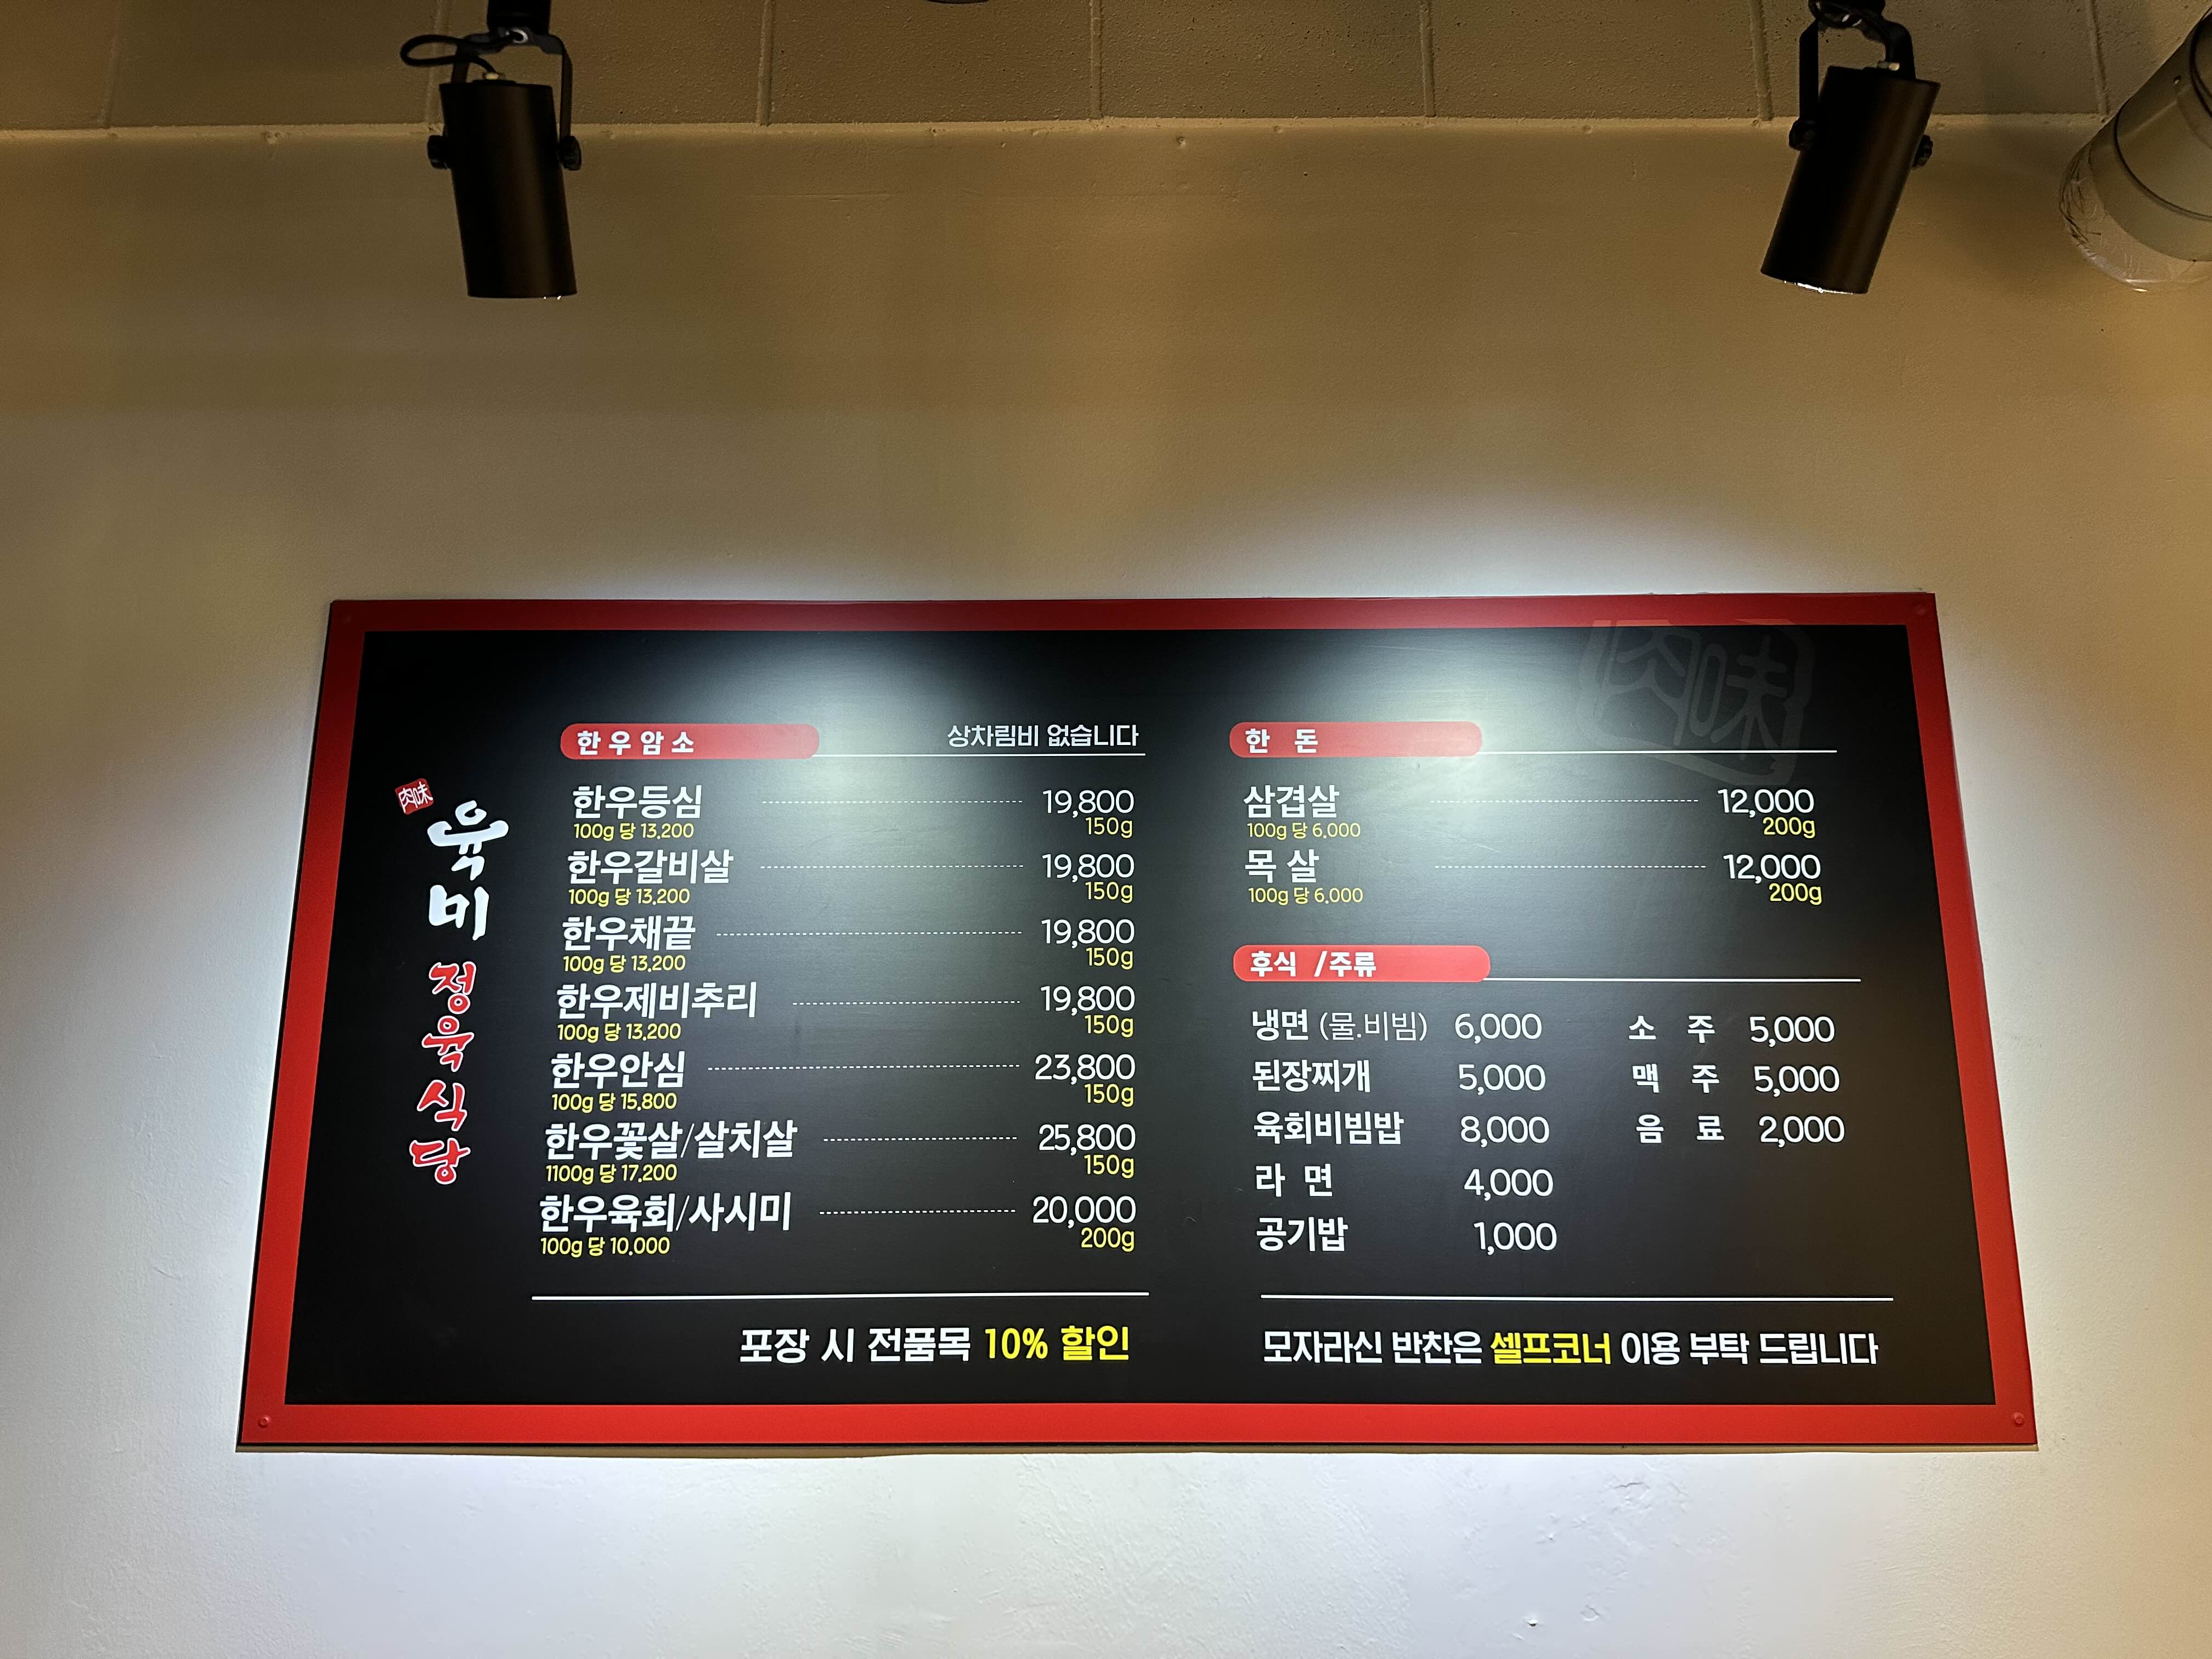 肉味
육비
정육식당
한우암소 상차림비 없습니다
한우등심 19,800
100g 당 13,200 150g
한우갈비살 19,800
100g 당 13,200 150g
한우채끝 19,800
100g 당 13,200 150g
한우제비추리 19,800
100g 당 13,200 150g
한우안심 23,800
100g 당 15,800 150g
한우꽃살/살치살 25,800
1100g 당 17,200 150g
한우육회/사시미 20,000
100g 당 10,000 200g
포장 시 전품목 10% 할인
肉味
한 돈
삼겹살 12,000
100g 당 6,000 200g
목 살 12,000
100g 당 6,000 200g
후식 /주류
냉면 (물.비빔) 6,000 소 주 5,000
된장찌개 5,000 맥 주 5,000
육회비빔밥 8,000 음 료 2,000
라 면 4,000
공기밥 1,000
모자라신 반찬은 셀프코너 이용 부탁 드립니다